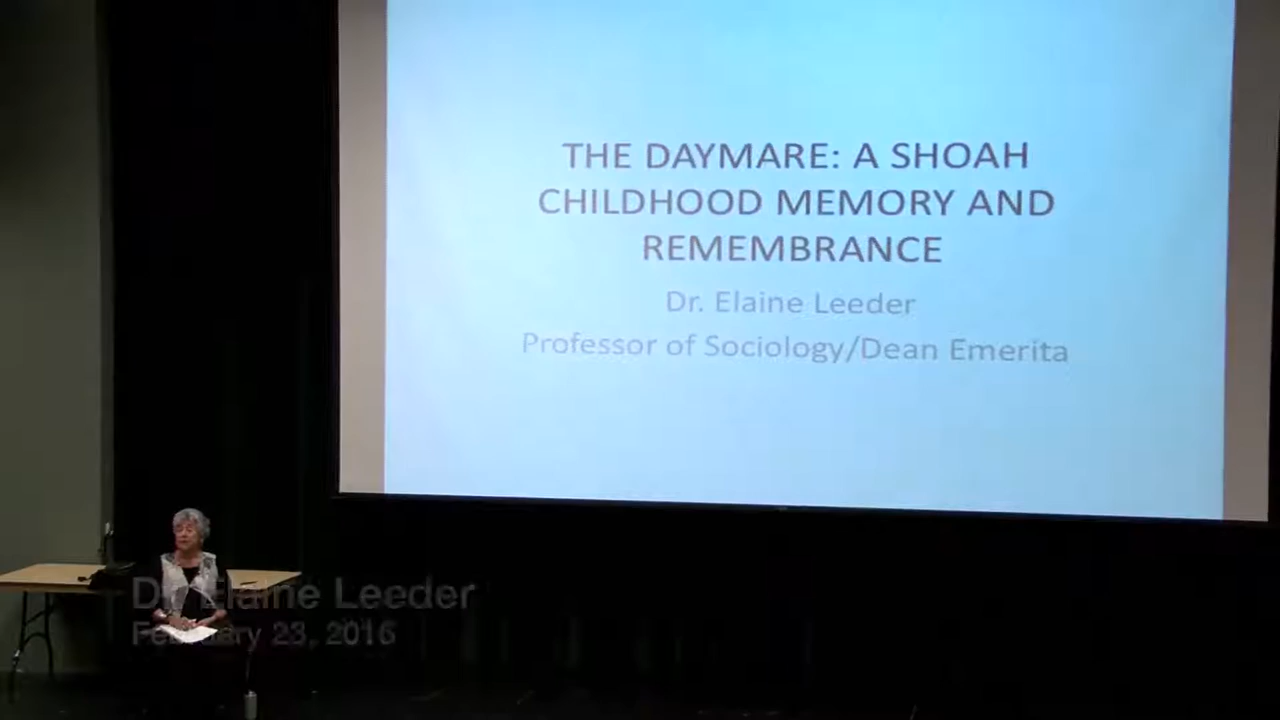 THE DAYMARE: A SHOAH
CHILDHOOD MEMORY AND
REMEMBRANCE
Dr. Elaine Leeder
Professor of Sociology/Dean Emerita
Dr. Elaine Leeder
February 23, 2016